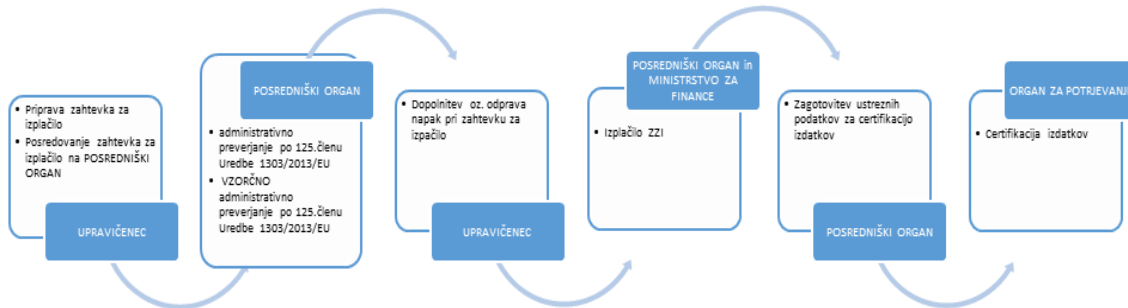 • Priprava zahtevka za
izplačilo
• Posredovanje zahtevka za
izplačilo na POSREDNIŠKI
ORGAN
UPRAVIČENEC
POSREDNIŠKI ORGAN
• administrativno
preverjanje po 125.členu
Uredbe 1303/2013/EU
• VZORČNO
administrativno
preverjanje po 125.členu
Uredbe 1303/2013/EU
• Dopolnitev oz. odprava
napak pri zahtevku za
izpačilo
UPRAVIČENEC
POSREDNIŠKI ORGAN in
MINISTRSTVO ZA
FINANCE
• Izplačilo ZZI
• Zagotovitev ustreznih
podatkov za certifikacijo
izdatkov
POSREDNIŠKI ORGAN
ORGAN ZA POTRJEVANJE
• Certifikacija izdatkov